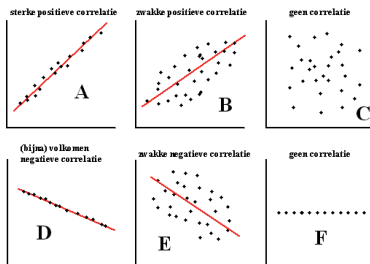 sterke positieve correlatie
zwakke positieve correlatie
geen correlatie
A
B
C
(bijna) volkomen
negatieve correlatie
zwakke negatieve correlatie
geen correlatie
D
E
F